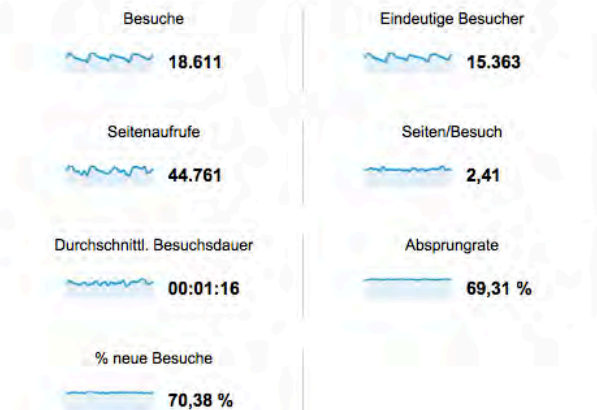 Besuche
18.611
Eindeutige Besucher
15.363
Seitenaufrufe
44.761
Seiten/Besuch
2,41
Durchschnittl. Besuchsdauer
00:01:16
Absprungrate
69,31 %
% neue Besuche
70,38 %